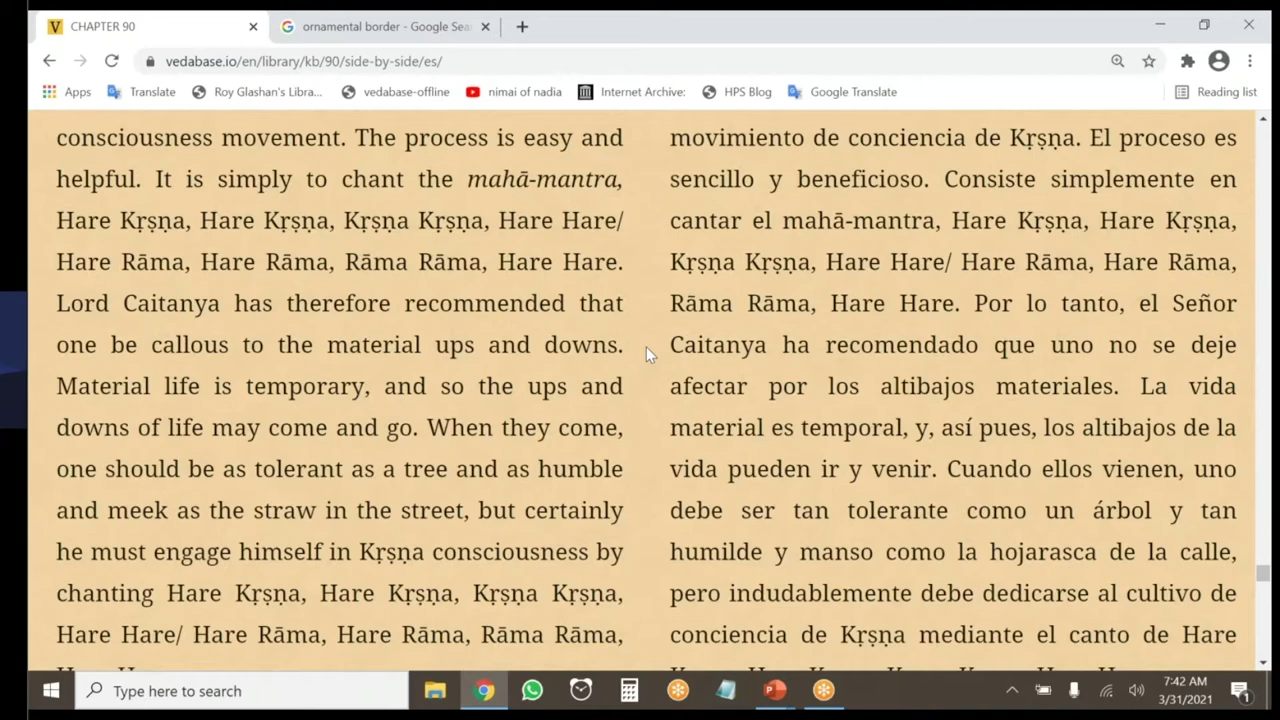 CHAPTER 90
ornamental border - Google Sea
vedabase.io/en/library/kb/90/side-by-side/es/
Apps
Translate
Roy Glashan's Libra...
vedabase-offline
nimai of nadia
Internet Archive:
HPS Blog
Google Translate
Reading list
consciousness movement. The process is easy and
helpful. It is simply to chant the mahā-mantra,
Hare Kṛṣṇa, Hare Kṛṣṇa, Kṛṣṇa Kṛṣṇa, Hare Hare/
Hare Rāma, Hare Rāma, Rāma Rāma, Hare Hare.
Lord Caitanya has therefore recommended that
one be callous to the material ups and downs.
Material life is temporary, and so the ups and
downs of life may come and go. When they come,
one should be as tolerant as a tree and as humble
and meek as the straw in the street, but certainly
he must engage himself in Kṛṣṇa consciousness by
chanting Hare Kṛṣṇa, Hare Kṛṣṇa, Kṛṣṇa Kṛṣṇa,
Hare Hare/ Hare Rāma, Hare Rāma, Rāma Rāma,
movimiento de conciencia de Kṛṣṇa. El proceso es
sencillo y beneficioso. Consiste simplemente en
cantar el mahā-mantra, Hare Kṛṣṇa, Hare Kṛṣṇa,
Kṛṣṇa Kṛṣṇa, Hare Hare/ Hare Rāma, Hare Rāma,
Rāma Rāma, Hare Hare. Por lo tanto, el Señor
Caitanya ha recomendado que uno no se deje
afectar por los altibajos materiales. La vida
material es temporal, y, así pues, los altibajos de la
vida pueden ir y venir. Cuando ellos vienen, uno
debe ser tan tolerante como un árbol y tan
humilde y manso como la hojarasca de la calle,
pero indudablemente debe dedicarse al cultivo de
conciencia de Kṛṣṇa mediante el canto de Hare
Type here to search
7:42 AM
3/31/2021
1